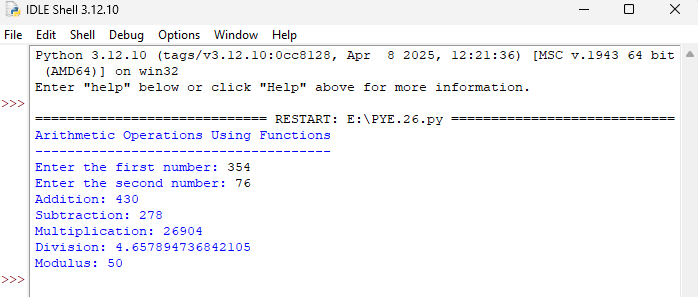 IDLE Shell 3.12.10
File Edit Shell Debug Options Window Help
Python 3.12.10 (tags/v3.12.10:0cc8128, Apr  8 2025, 12:21:36) [MSC v.1943 64 bit
 (AMD64)] on win32
Enter "help" below or click "Help" above for more information.
>>>
============================= RESTART: E:\PYE.26.py ============================
Arithmetic Operations Using Functions
-------------------------------------
Enter the first number: 354
Enter the second number: 76
Addition: 430
Subtraction: 278
Multiplication: 26904
Division: 4.657894736842105
Modulus: 50
>>>